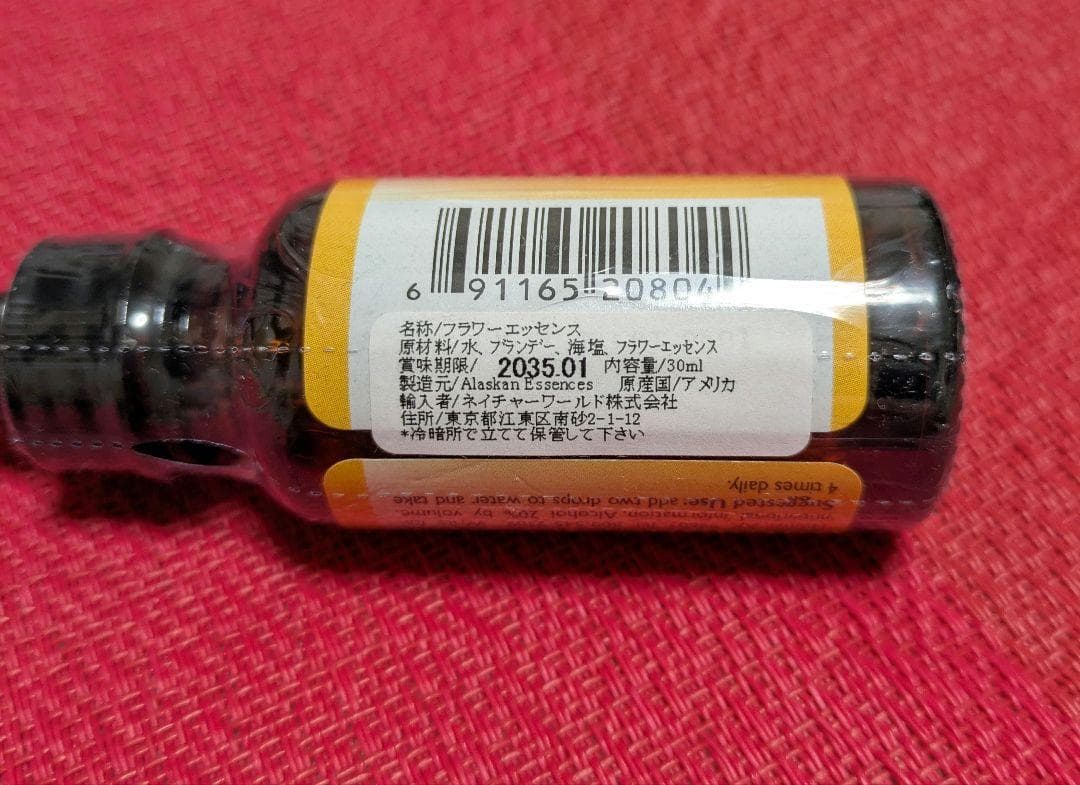 6 91165 20804
名称/フラワーエッセンス
原材料/水、ブランデー、海塩、フラワーエッセンス
賞味期限/ 2035.01 内容量/30ml
製造元/Alaskan Essences 原産国/アメリカ
輸入者/ネイチャーワールド株式会社
住所/東京都江東区南砂2-1-12
*冷暗所で立てて保管して下さい
nutritional information. Alcohol 20% by volume.
Suggested Use: add two drops to water and take
4 times daily.